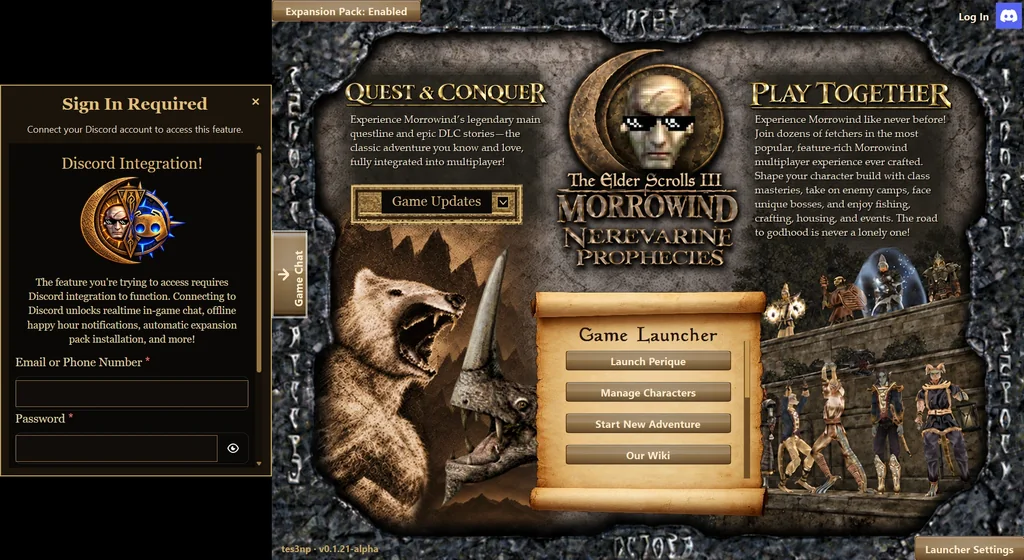 Expansion Pack: Enabled
Log In
Sign In Required
×
Connect your Discord account to access this feature.
Discord Integration!
The feature you're trying to access requires
Discord integration to function. Connecting to
Discord unlocks realtime in-game chat, offline
happy hour notifications, automatic expansion
pack installation, and more!
Email or Phone Number *
Password *
Game Chat
QUEST & CONQUER
Experience Morrowind's legendary main
questline and epic DLC stories—the
classic adventure you know and love,
fully integrated into multiplayer!
Game Updates
The Elder Scrolls III
MORROWIND
NEREVARINE
PROPHECIES
PLAY TOGETHER
Experience Morrowind like never before!
Join dozens of fetchers in the most
popular, feature-rich Morrowind
multiplayer experience ever crafted.
Shape your character build with class
masteries, take on enemy camps, face
unique bosses, and enjoy fishing,
crafting, housing, and events. The road
to godhood is never a lonely one!
Game Launcher
Launch Perique
Manage Characters
Start New Adventure
Our Wiki
tes3np - v0.1.21-alpha
Launcher Settings